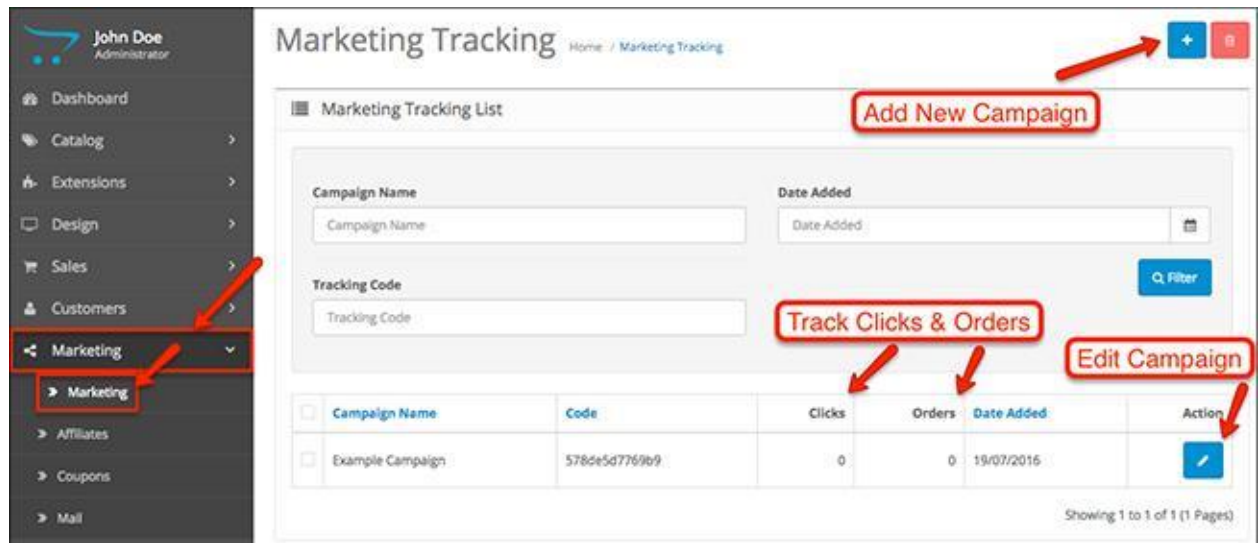 John Doe
Administrator
Dashboard
Catalog
Extensions
Design
Sales
Customers
Marketing
Marketing
Affiliates
Coupons
Mail
Marketing Tracking Home / Marketing Tracking
Add New Campaign
Marketing Tracking List
Campaign Name
Campaign Name
Date Added
Date Added
Filter
Tracking Code
Tracking Code
Track Clicks & Orders
Edit Campaign
Campaign Name Code Clicks Orders Date Added Action
Example Campaign 578de5d7769b9 0 0 19/07/2016
Showing 1 to 1 of 1 (1 Pages)